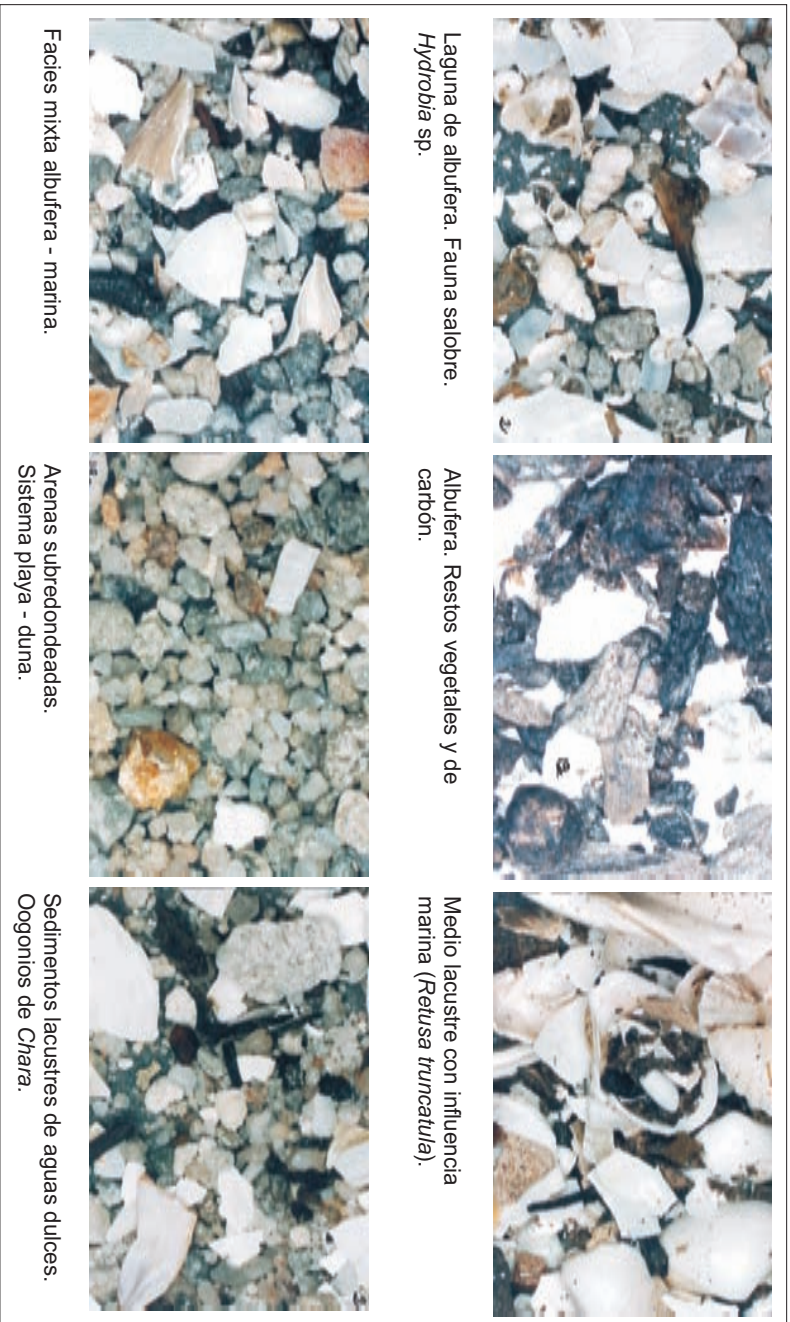 Laguna de albufera. Fauna salobre.
Hydrobia sp.
Albufera. Restos vegetales y de
carbón.
Medio lacustre con influencia
marina (Retusa truncatula).
Facies mixta albufera - marina.
Arenas subredondeadas.
Sistema playa - duna.
Sedimentos lacustres de aguas dulces.
Oogonios de Chara.